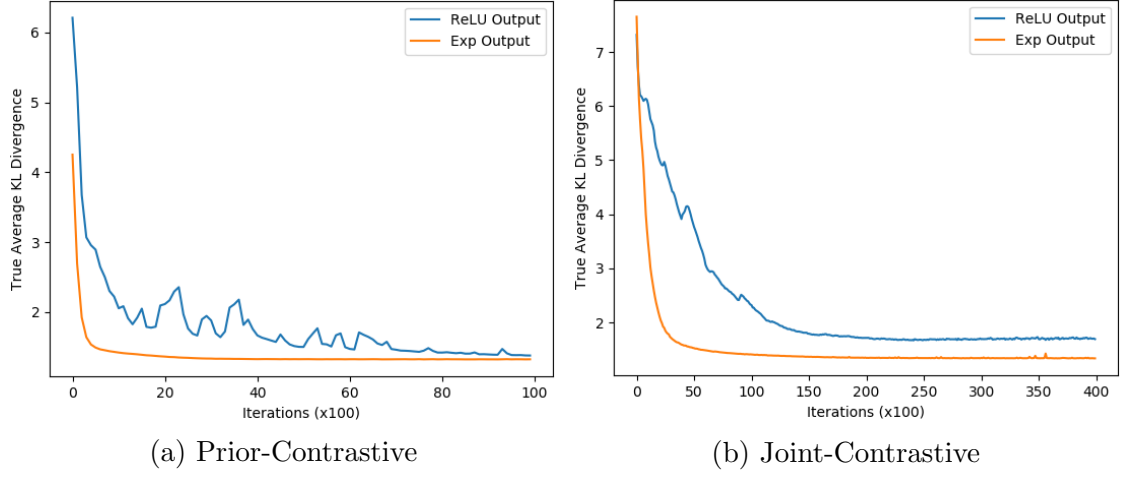 ReLU Output
Exp Output
True Average KL Divergence
6
5
4
3
2
0 20 40 60 80 100
Iterations (x100)
(a) Prior-Contrastive
ReLU Output
Exp Output
True Average KL Divergence
7
6
5
4
3
2
0 50 100 150 200 250 300 350 400
Iterations (x100)
(b) Joint-Contrastive